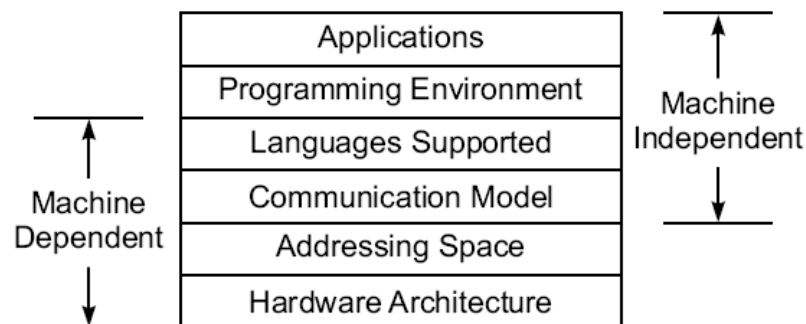 Applications
Programming Environment
Languages Supported
Communication Model
Addressing Space
Hardware Architecture
Machine
Dependent
Machine
Independent